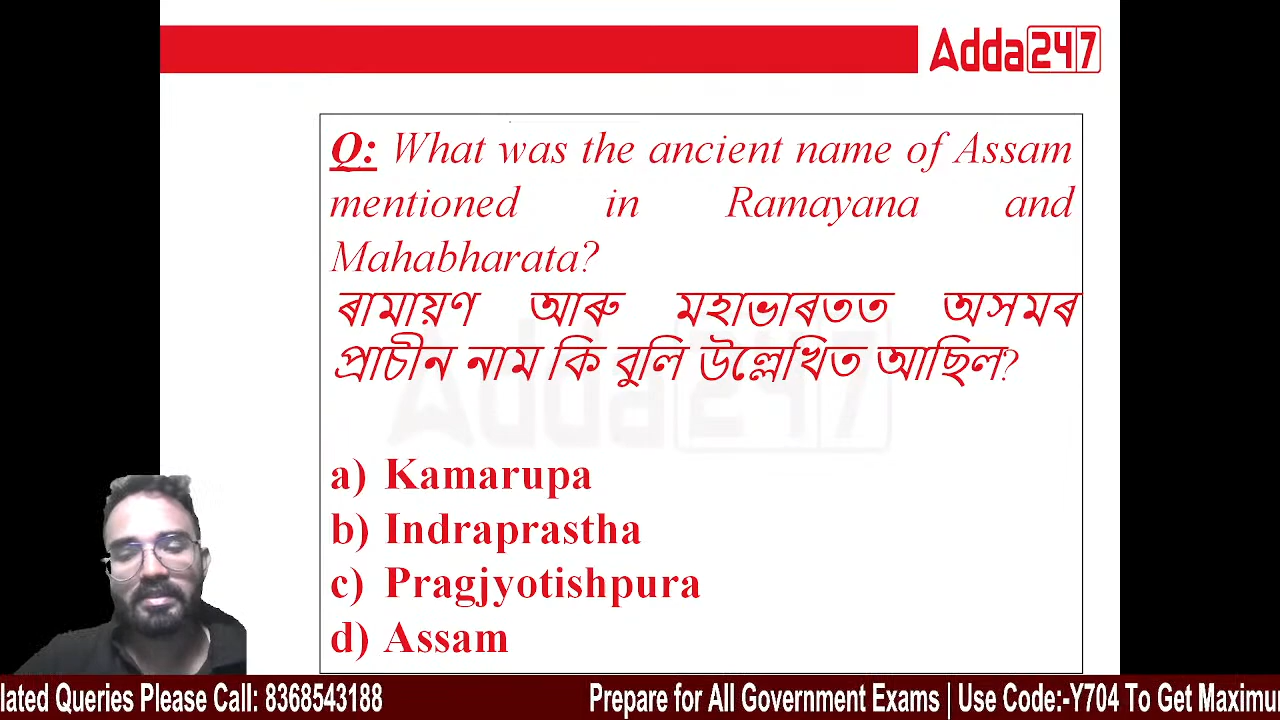 Adda247
Q: What was the ancient name of Assam
mentioned in Ramayana and
Mahabharata?
ৰামায়ণ আৰু মহাভাৰতত অসমৰ
প্ৰাচীন নাম কি বুলি উল্লেখিত আছিল?
Adda247
a) Kamarupa
b) Indraprastha
c) Pragjyotishpura
d) Assam
lated Queries Please Call: 8368543188 Prepare for All Government Exams | Use Code:-Y704 To Get Maximu